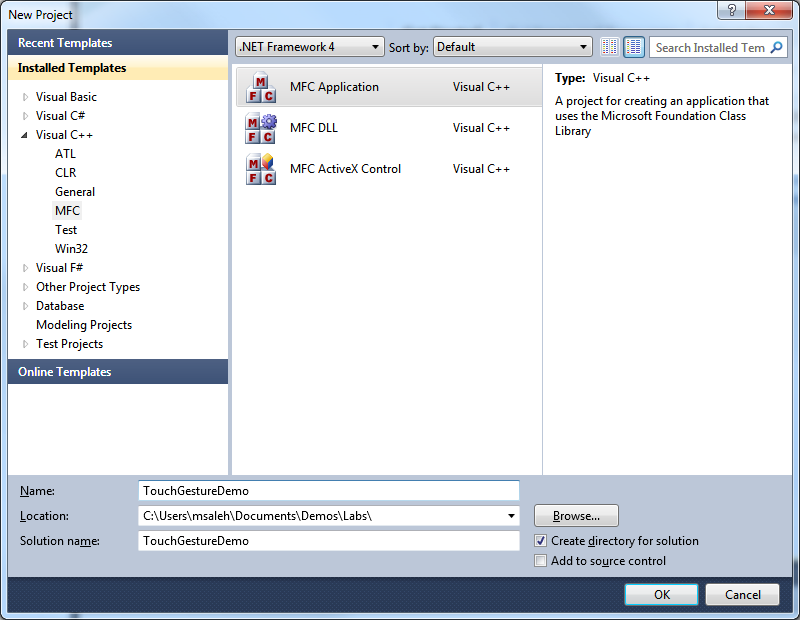 New Project
?
Recent Templates
Installed Templates
Visual Basic
Visual C#
Visual C++
ATL
CLR
General
MFC
Test
Win32
Visual F#
Other Project Types
Database
Modeling Projects
Test Projects
Online Templates
.NET Framework 4
Sort by: Default
Search Installed Tem
MFC MFC Application Visual C++
MFC MFC DLL Visual C++
MFC MFC ActiveX Control Visual C++
Type: Visual C++
A project for creating an application that
uses the Microsoft Foundation Class
Library
Name: TouchGestureDemo
Location: C:\Users\msaleh\Documents\Demos\Labs\ Browse...
Solution name: TouchGestureDemo
Create directory for solution
Add to source control
OK Cancel